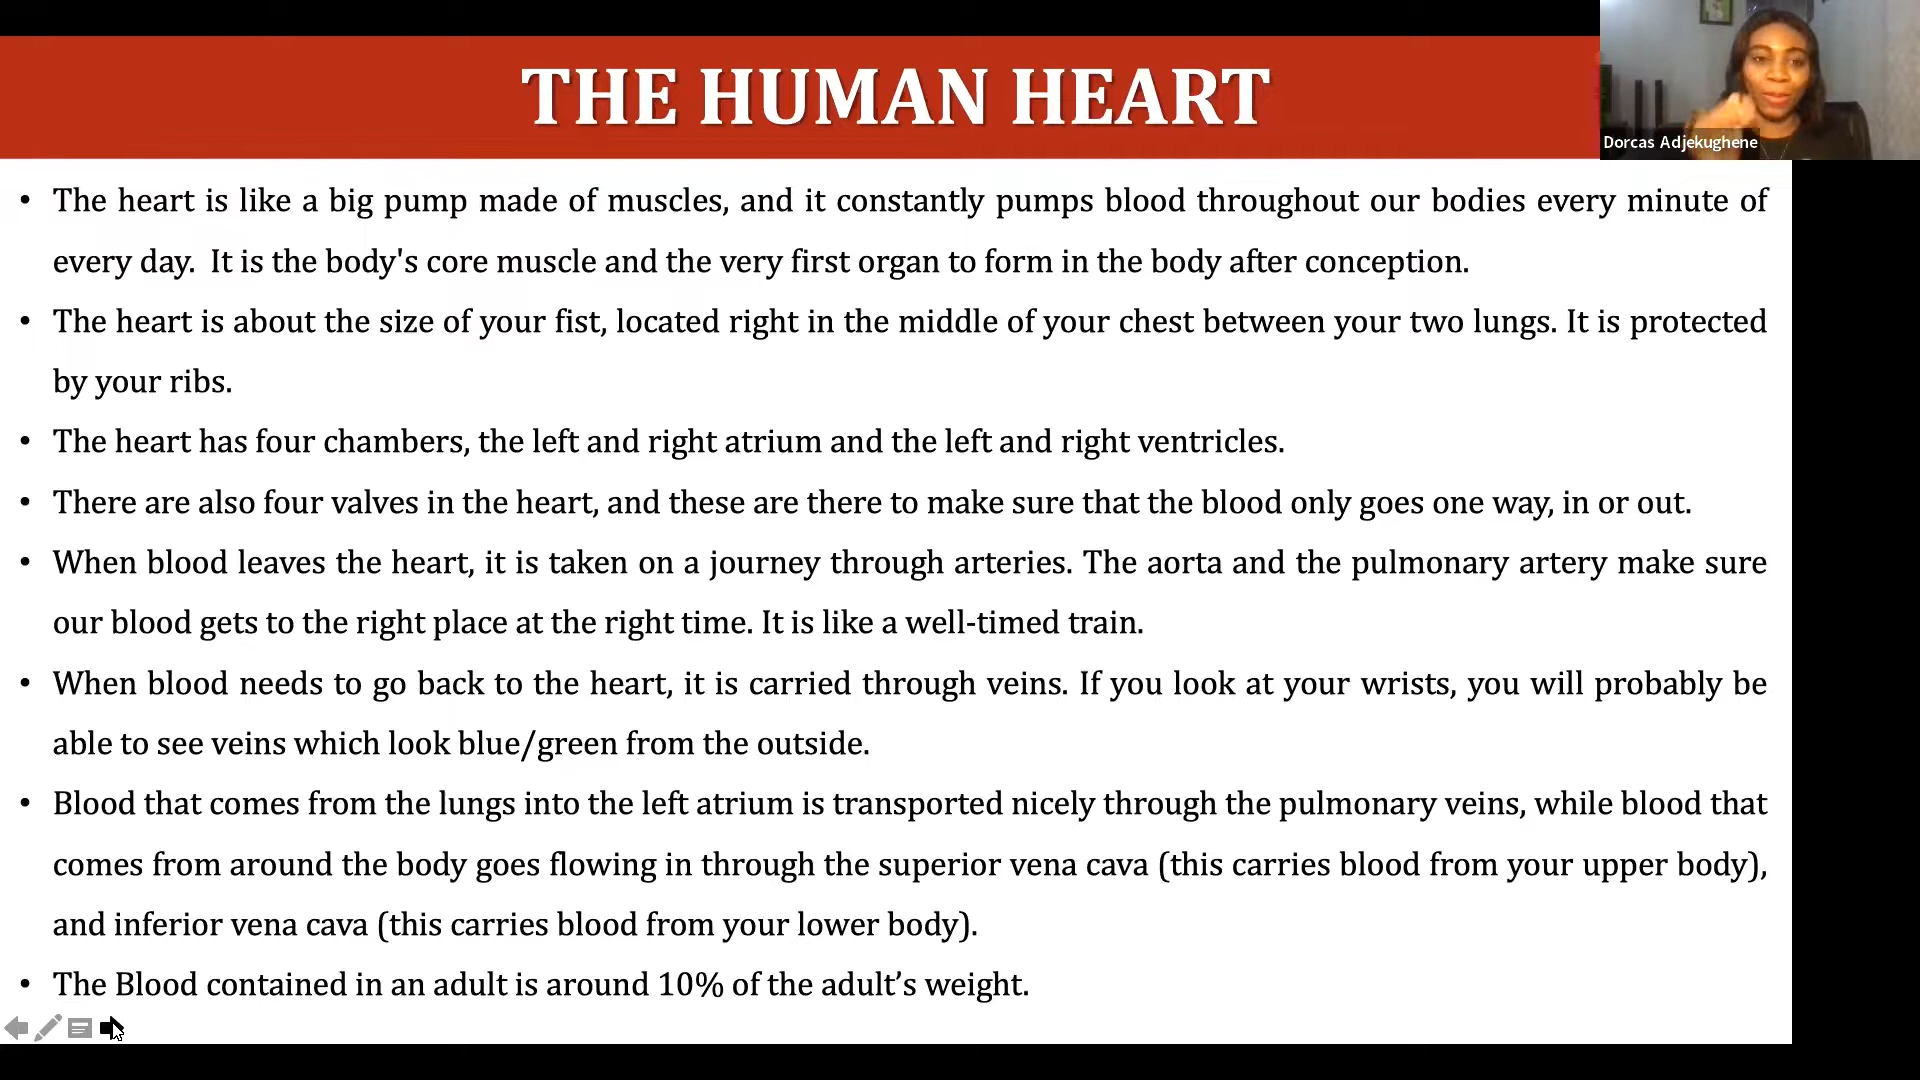 THE HUMAN HEART
Dorcas Adjekughene
• The heart is like a big pump made of muscles, and it constantly pumps blood throughout our bodies every minute of
every day.  It is the body's core muscle and the very first organ to form in the body after conception.
• The heart is about the size of your fist, located right in the middle of your chest between your two lungs. It is protected
by your ribs.
• The heart has four chambers, the left and right atrium and the left and right ventricles.
• There are also four valves in the heart, and these are there to make sure that the blood only goes one way, in or out.
• When blood leaves the heart, it is taken on a journey through arteries. The aorta and the pulmonary artery make sure
our blood gets to the right place at the right time. It is like a well-timed train.
• When blood needs to go back to the heart, it is carried through veins. If you look at your wrists, you will probably be
able to see veins which look blue/green from the outside.
• Blood that comes from the lungs into the left atrium is transported nicely through the pulmonary veins, while blood that
comes from around the body goes flowing in through the superior vena cava (this carries blood from your upper body),
and inferior vena cava (this carries blood from your lower body).
• The Blood contained in an adult is around 10% of the adult’s weight.